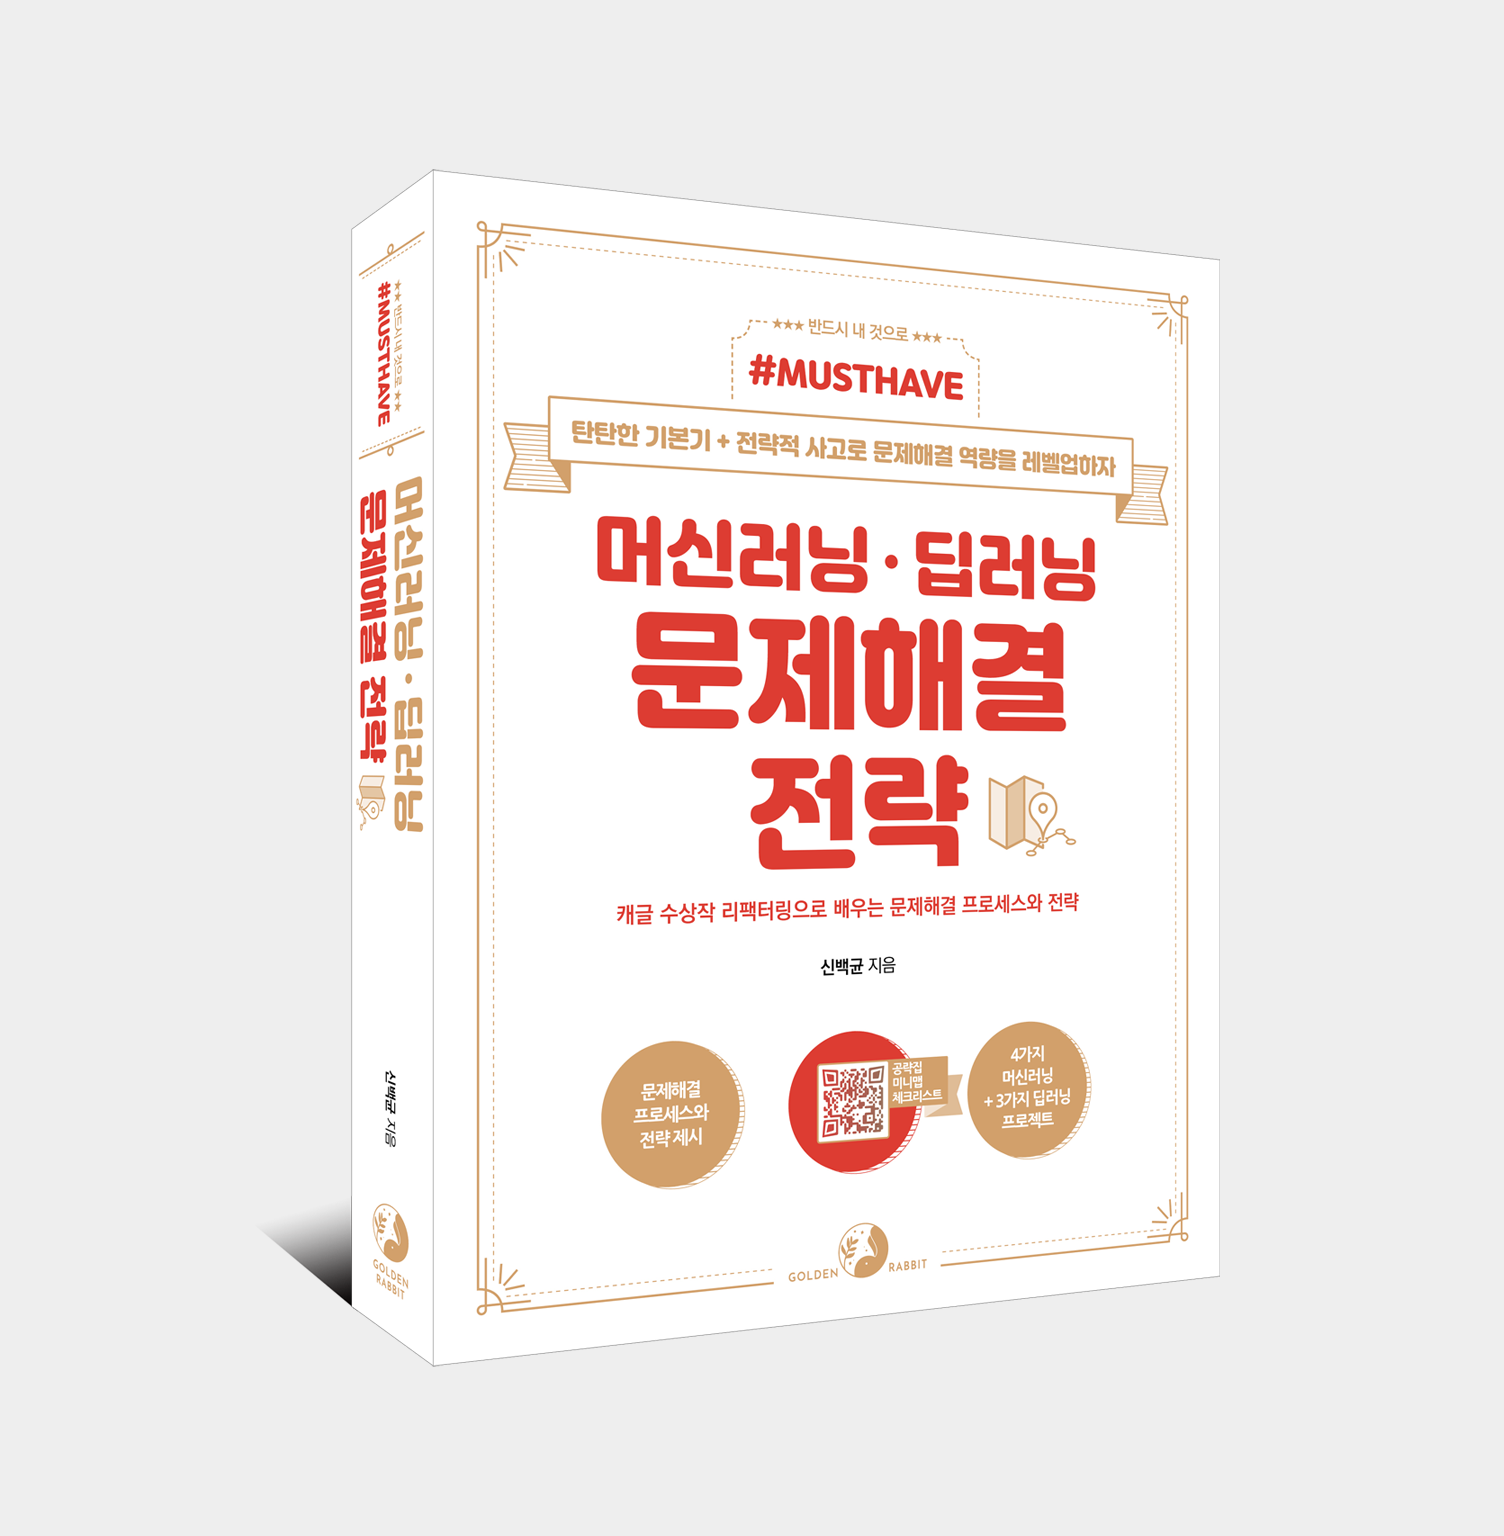 ★★★ 반드시 내 것으로 ★★★
#MUSTHAVE
탄탄한 기본기 + 전략적 사고로 문제해결 역량을 레벨업하자
머신러닝 · 딥러닝
문제해결
전략
캐글 수상작 리팩터링으로 배우는 문제해결 프로세스와 전략
신백균 지음
문제해결
프로세스와
전략 제시
공략집
미니맵
체크리스트
4가지
머신러닝
+ 3가지 딥러닝
프로젝트
GOLDEN RABBIT
★★ 반드시 내 것으로 ★★
#MUSTHAVE
머신러닝 · 딥러닝
문제해결 전략
신백균 지음
GOLDEN
RABBIT